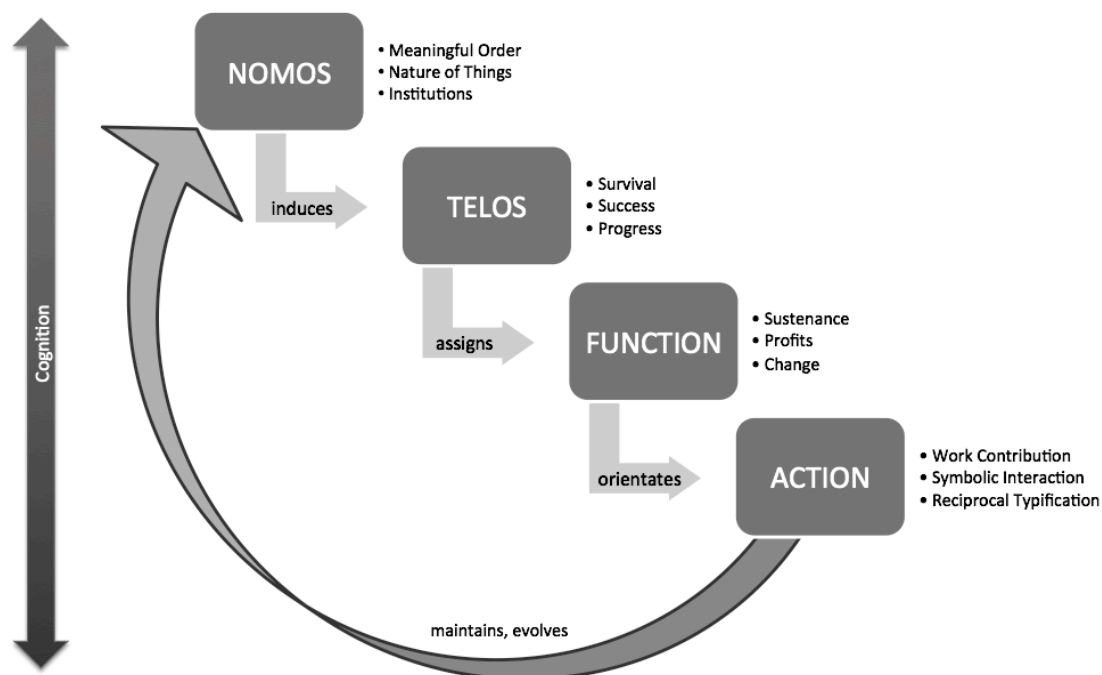 NOMOS
• Meaningful Order
• Nature of Things
• Institutions
induces
TELOS
• Survival
• Success
• Progress
assigns
FUNCTION
• Sustenance
• Profits
• Change
orientates
ACTION
• Work Contribution
• Symbolic Interaction
• Reciprocal Typification
maintains, evolves
Cognition